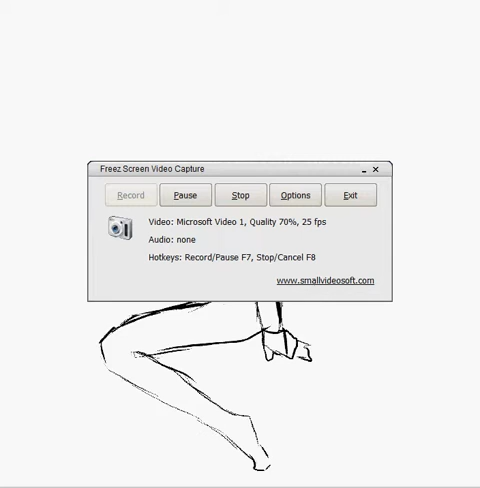 Freez Screen Video Capture
Record Pause Stop Options Exit
Video: Microsoft Video 1, Quality 70%, 25 fps
Audio: none
Hotkeys: Record/Pause F7, Stop/Cancel F8
www.smallvideosoft.com